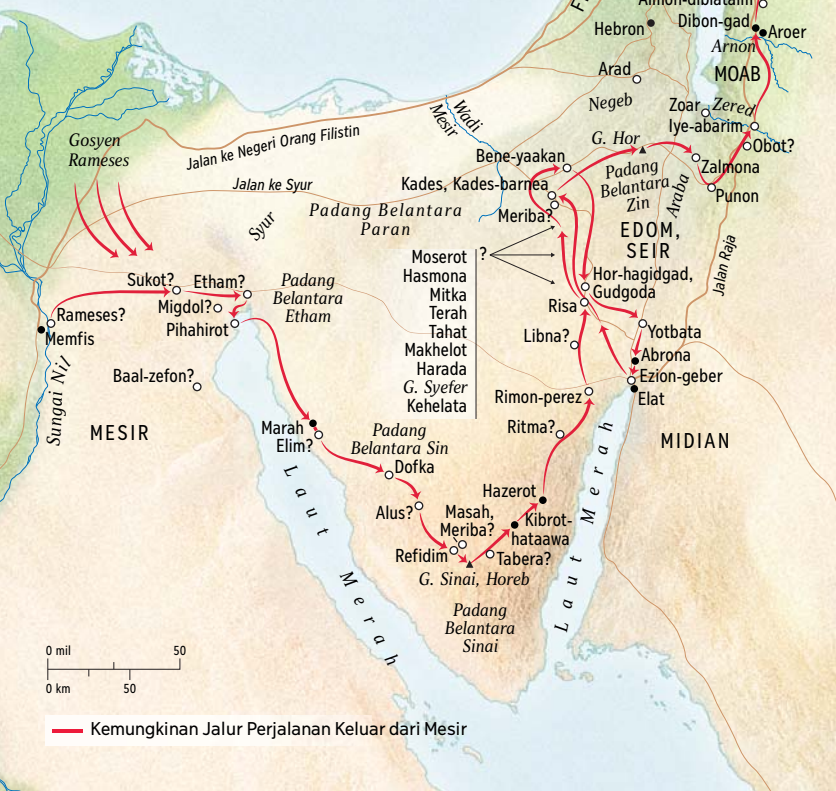 Almon-diblataim
Dibon-gad
Aroer
Hebron
Arnon
MOAB
Arad
Negeb
Zoar
Zered
Iye-abarim
Obot?
Wadi
Mesir
G. Hor
Gosyen
Rameses
Jalan ke Negeri Orang Filistin
Bene-yaakan
Padang
Belantara
Zin
Zalmona
Jalan ke Syur
Kades, Kades-barnea
Araba
Punon
Padang Belantara
Paran
Meriba?
Syur
EDOM,
SEIR
Jalan Raja
Moserot
Hasmona
Mitka
Terah
Tahat
Makhelot
Harada
G. Syefer
Kehelata
?
Sukot?
Etham?
Padang
Belantara
Etham
Hor-hagidgad,
Gudgoda
Migdol?
Risa
Rameses?
Pihahirot
Memfis
Libna?
Yotbata
Abrona
Baal-zefon?
Ezion-geber
Elat
Sungai Nil
Rimon-perez
MESIR
Marah
Elim?
Padang
Belantara Sin
Ritma?
MIDIAN
Dofka
Laut Merah
Hazerot
Laut Merah
Alus?
Masah,
Meriba?
Kibrot-
hataawa
Refidim
Tabera?
G. Sinai, Horeb
Padang
Belantara
Sinai
0 mil 50
0 km 50
Kemungkinan Jalur Perjalanan Keluar dari Mesir